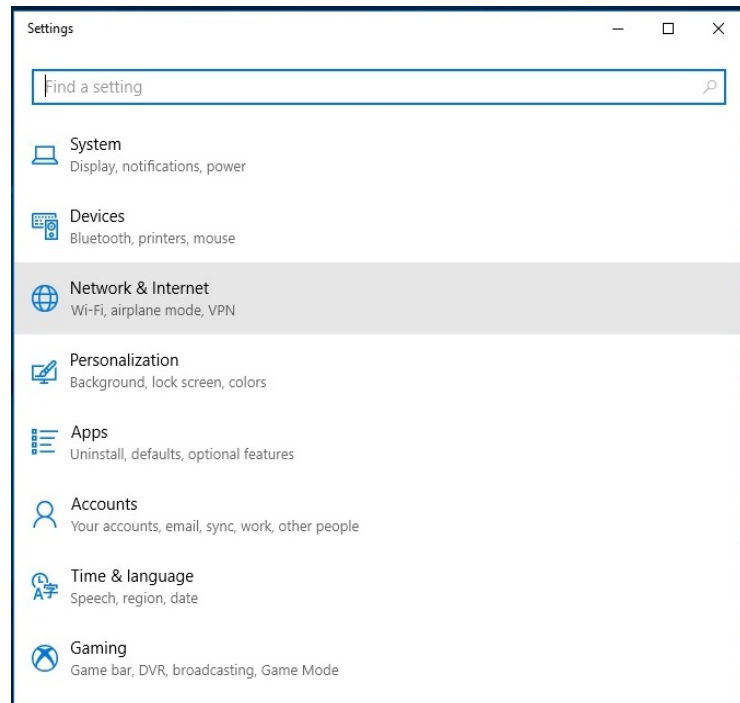 Settings
Find a setting
System
Display, notifications, power
Devices
Bluetooth, printers, mouse
Network & Internet
Wi-Fi, airplane mode, VPN
Personalization
Background, lock screen, colors
Apps
Uninstall, defaults, optional features
Accounts
Your accounts, email, sync, work, other people
Time & language
Speech, region, date
Gaming
Game bar, DVR, broadcasting, Game Mode